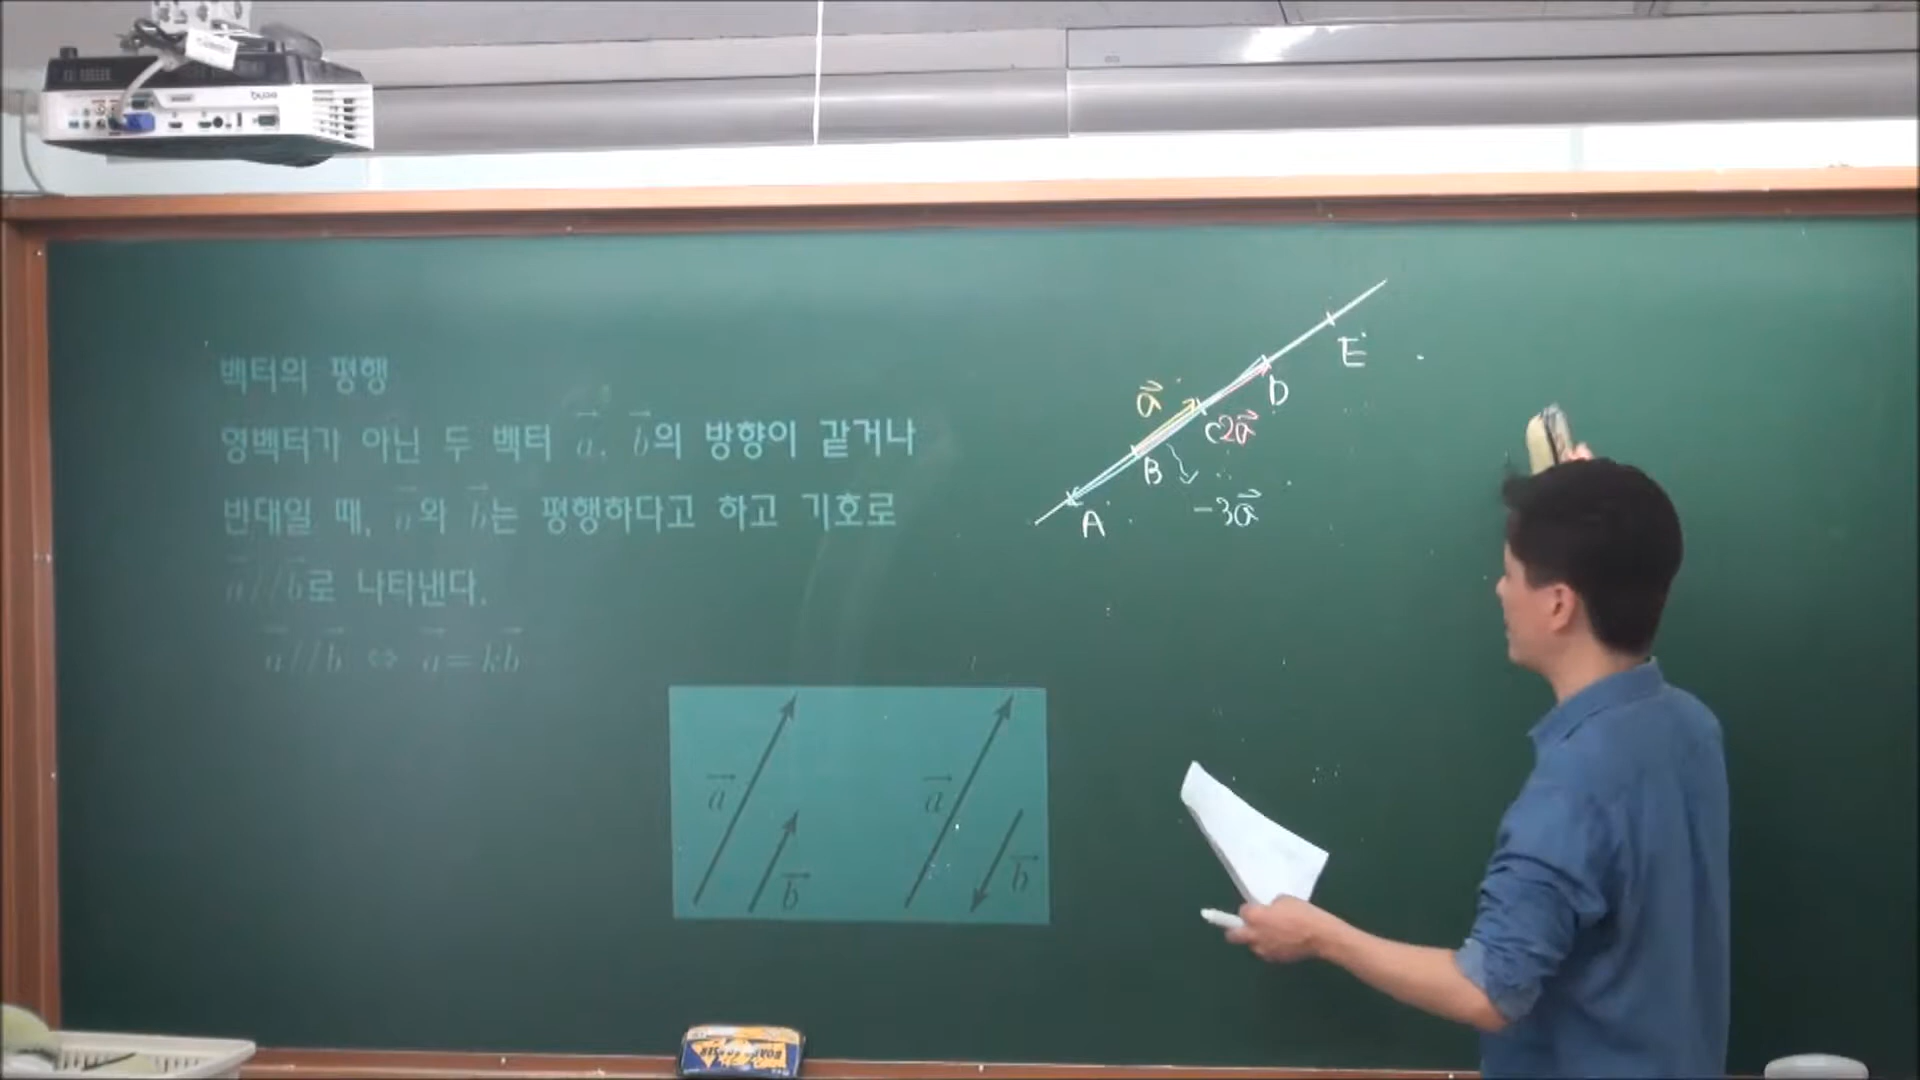 benq
백터의 평행
영벡터가 아닌 두 벡터 a, b의 방향이 같거나
반대일 때, a와 b는 평행하다고 하고 기호로
a//b로 나타낸다.
a//b ⇔ a=kb
E
D
a
C 2a
B
-3a
A
a
b
a
b